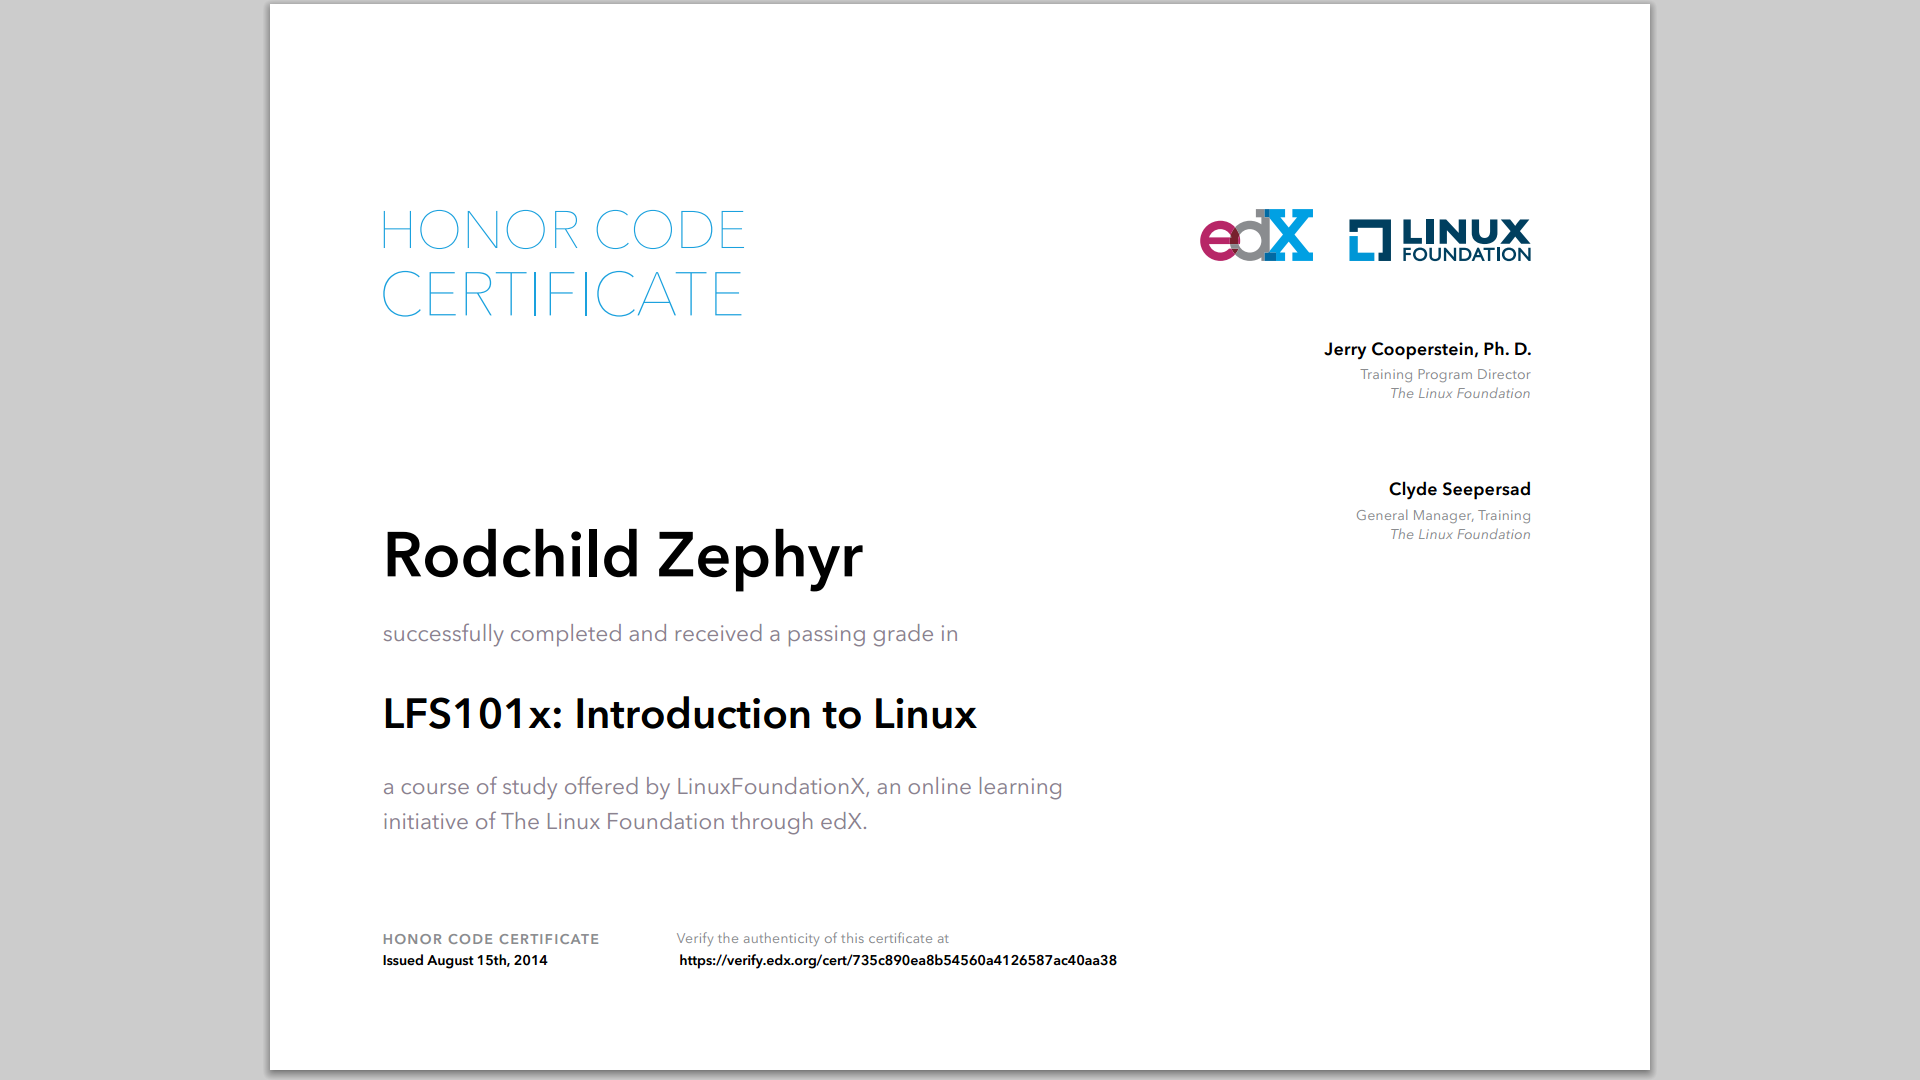 HONOR CODE
CERTIFICATE
edX
LINUX
FOUNDATION
Jerry Cooperstein, Ph. D.
Training Program Director
The Linux Foundation
Clyde Seepersad
General Manager, Training
The Linux Foundation
Rodchild Zephyr
successfully completed and received a passing grade in
LFS101x: Introduction to Linux
a course of study offered by LinuxFoundationX, an online learning
initiative of The Linux Foundation through edX.
HONOR CODE CERTIFICATE
Issued August 15th, 2014
Verify the authenticity of this certificate at
https://verify.edx.org/cert/735c890ea8b54560a4126587ac40aa38